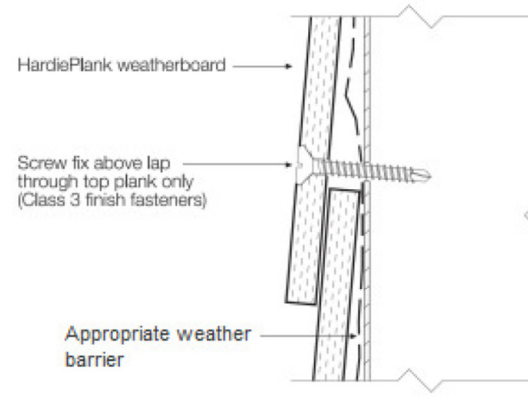 HardiePlank weatherboard
Screw fix above lap
through top plank only
(Class 3 finish fasteners)
Appropriate weather
barrier